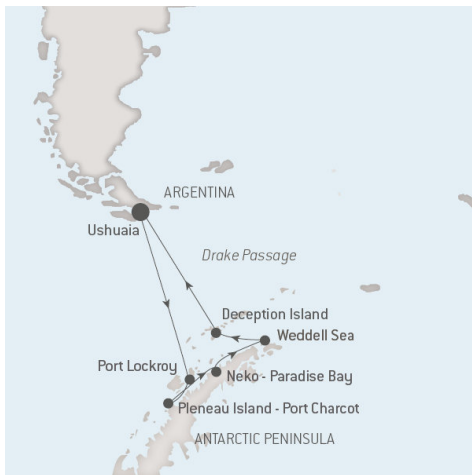 ARGENTINA
Ushuaia
Drake Passage
Deception Island
Weddell Sea
Port Lockroy
Neko - Paradise Bay
Pleneau Island - Port Charcot
ANTARCTIC PENINSULA